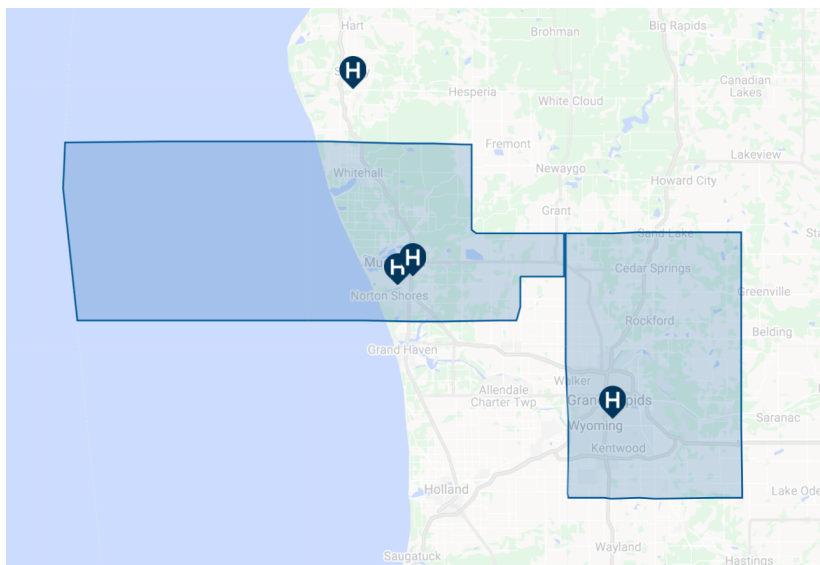 Hart
Big Rapids
Brohman
H
Canadian
Lakes
Hesperia
White Cloud
Fremont
Lakeview
Newaygo
Whitehall
Howard City
Grant
Sand Lake
H
Cedar Springs
Norton Shores
Greenville
Rockford
Belding
Grand Haven
Walker
Allendale
Charter Twp
H
Saranac
Wyoming
Kentwood
Holland
Lake Ode
Wayland
Saugatuck
Hastings